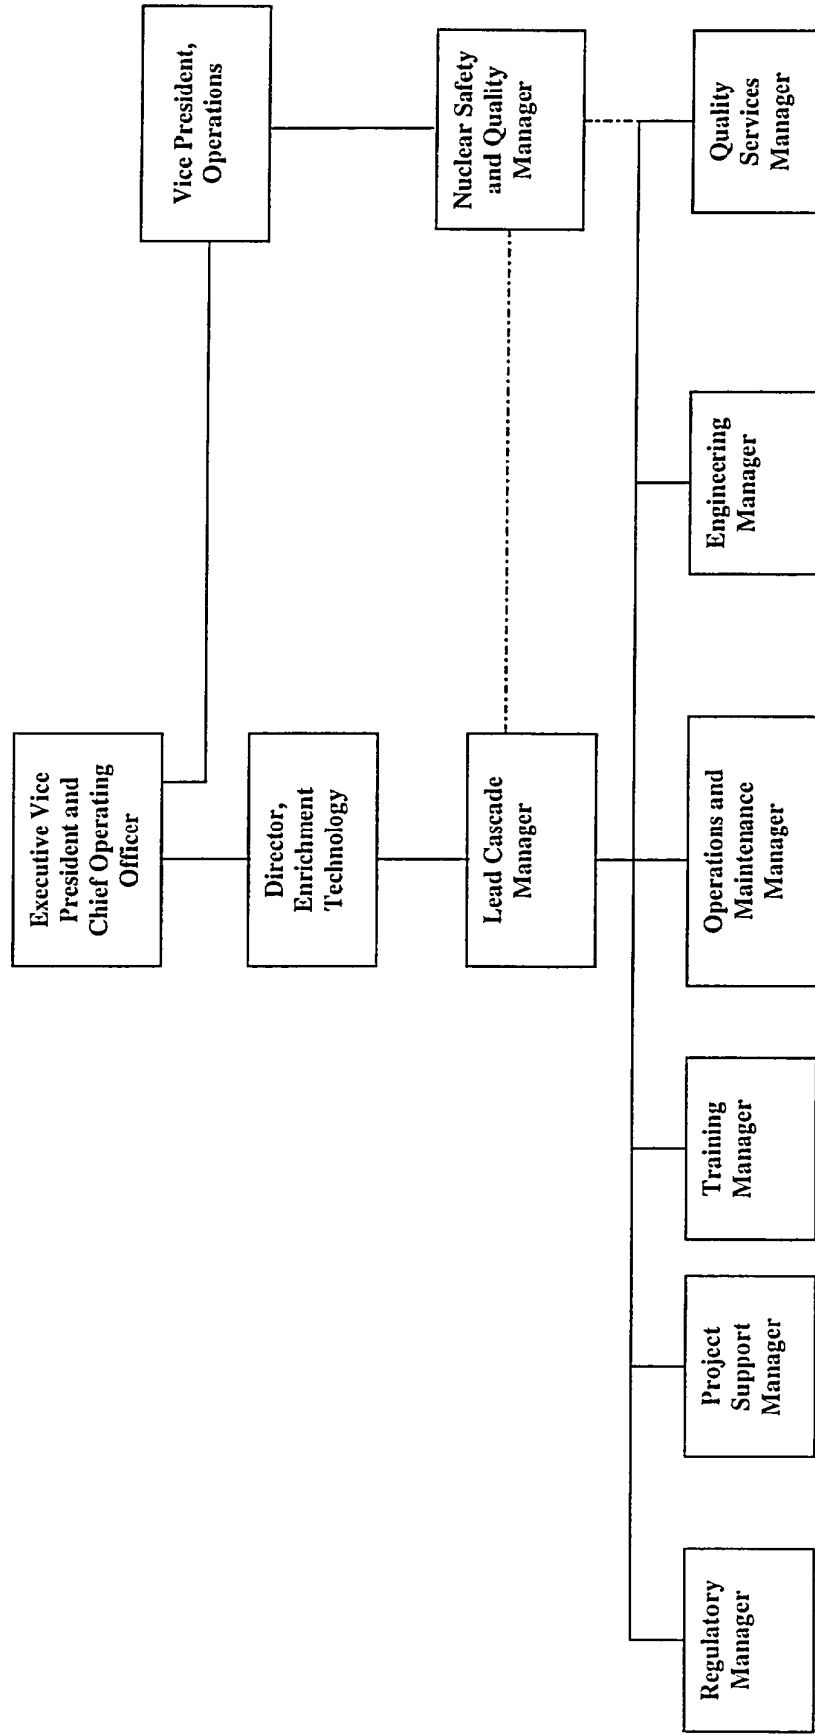 Executive Vice
President and
Chief Operating
Officer
Vice President,
Operations
Director,
Enrichment
Technology
Lead Cascade
Manager
Nuclear Safety
and Quality
Manager
Regulatory
Manager
Project
Support
Manager
Training
Manager
Operations and
Maintenance
Manager
Engineering
Manager
Quality
Services
Manager